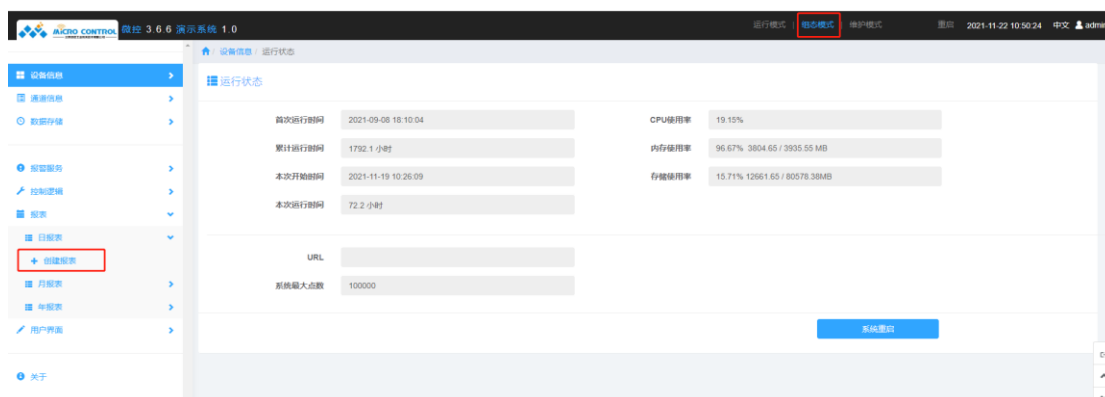 MiCRO CONTROL 微控 3.6.6 演示系统 1.0
运行模式 | 组态模式 | 维护模式 重启 2021-11-22 10:50:24 中文 admin
/ 设备信息 / 运行状态
设备信息
通道信息
数据存储
报警服务
控制逻辑
报表
日报表
创建报表
月报表
年报表
用户界面
关于
运行状态
首次运行时间 2021-09-08 18:10:04 CPU使用率 19.15%
累计运行时间 1792.1 小时 内存使用率 96.67% 3804.65 / 3935.55 MB
本次开始时间 2021-11-19 10:26:09 存储使用率 15.71% 12661.65 / 80578.38MB
本次运行时间 72.2 小时
URL
系统最大点数 100000
系统重启